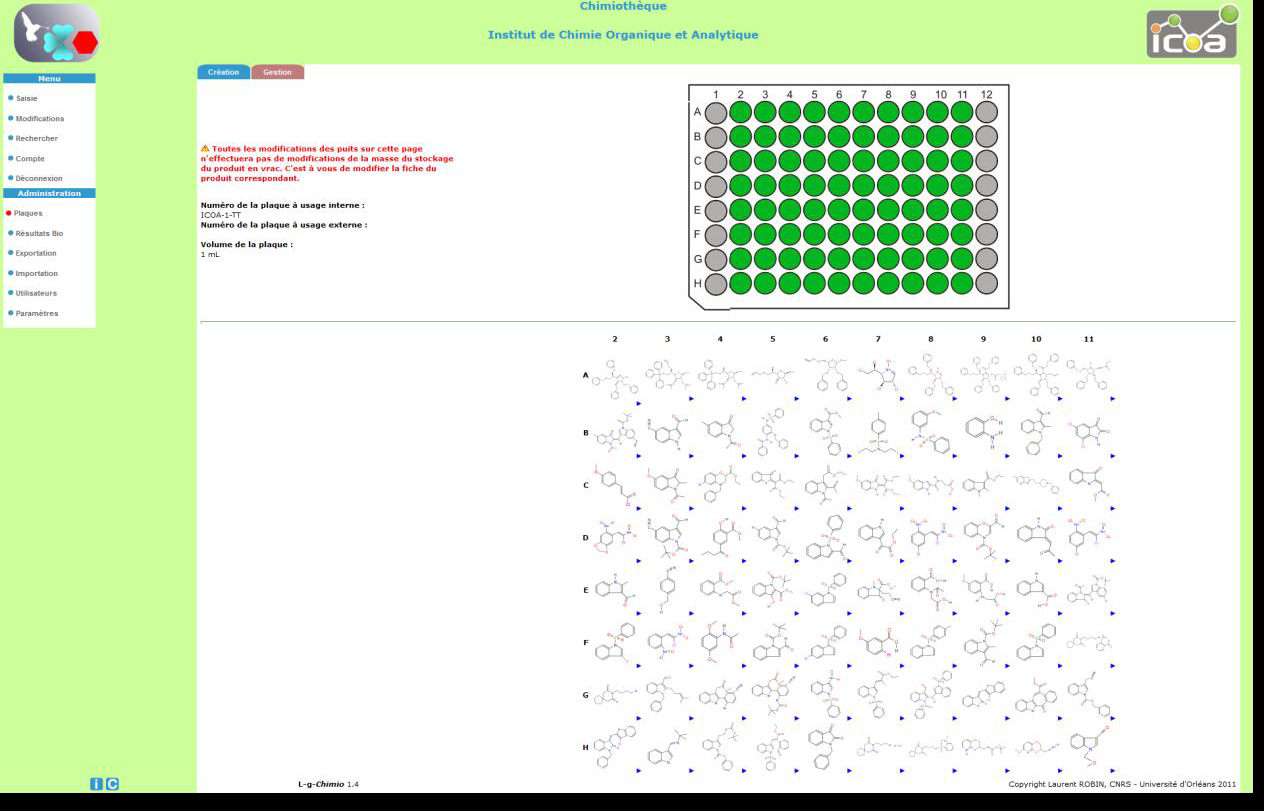 Chimiothèque
Institut de Chimie Organique et Analytique
icoa
Menu
Saisie
Modifications
Rechercher
Compte
Déconnexion
Administration
Plaques
Résultats Bio
Exportation
Importation
Utilisateurs
Paramètres
Création
Gestion
Toutes les modifications des puits sur cette page
n'effectuera pas de modifications de la masse du stockage
du produit en vrac. C'est à vous de modifier la fiche du
produit correspondant.
Numéro de la plaque à usage interne :
ICOA-1-TT
Numéro de la plaque à usage externe :
Volume de la plaque :
1 mL
1 2 3 4 5 6 7 8 9 10 11 12
A
B
C
D
E
F
G
H
2 3 4 5 6 7 8 9 10 11
A
B
C
D
E
F
G
H
i C
L-g-Chimio 1.4
Copyright Laurent ROBIN, CNRS - Université d'Orléans 2011